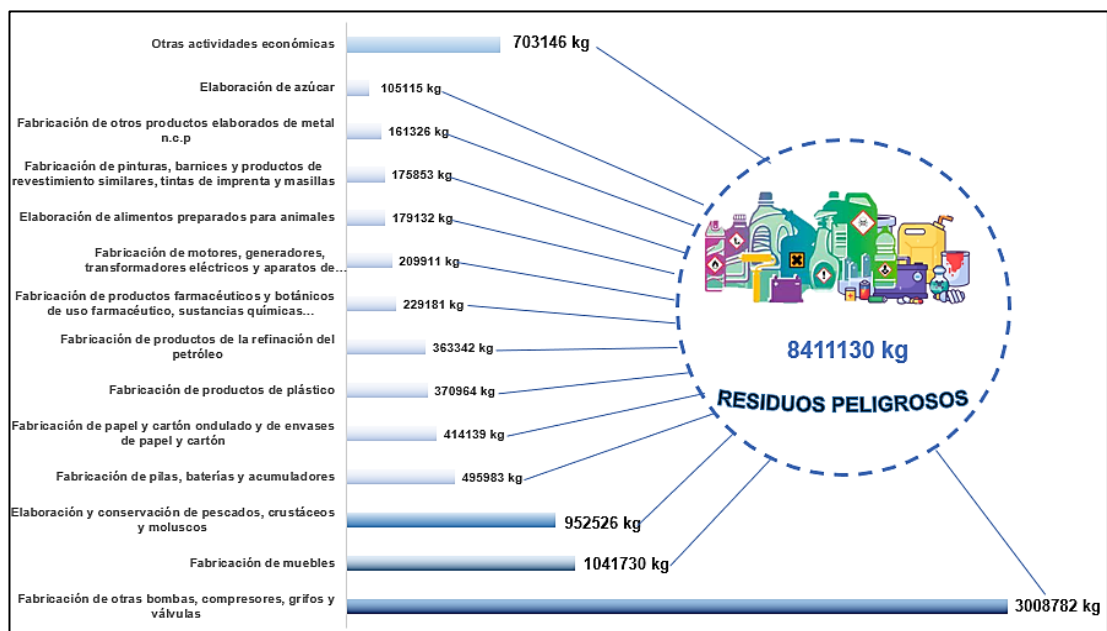 Otras actividades económicas
703146 kg
Elaboración de azúcar
105115 kg
Fabricación de otros productos elaborados de metal
n.c.p
161326 kg
Fabricación de pinturas, barnices y productos de
revestimiento similares, tintas de imprenta y masillas
175853 kg
Elaboración de alimentos preparados para animales
179132 kg
Fabricación de motores, generadores,
transformadores eléctricos y aparatos de...
209911 kg
Fabricación de productos farmacéuticos y botánicos
de uso farmacéutico, sustancias químicas...
229181 kg
Fabricación de productos de la refinación del
petróleo
363342 kg
Fabricación de productos de plástico
370964 kg
Fabricación de papel y cartón ondulado y de envases
de papel y cartón
414139 kg
Fabricación de pilas, baterías y acumuladores
495983 kg
Elaboración y conservación de pescados, crustáceos
y moluscos
952526 kg
Fabricación de muebles
1041730 kg
Fabricación de otras bombas, compresores, grifos y
válvulas
3008782 kg
8411130 kg
RESIDUOS PELIGROSOS